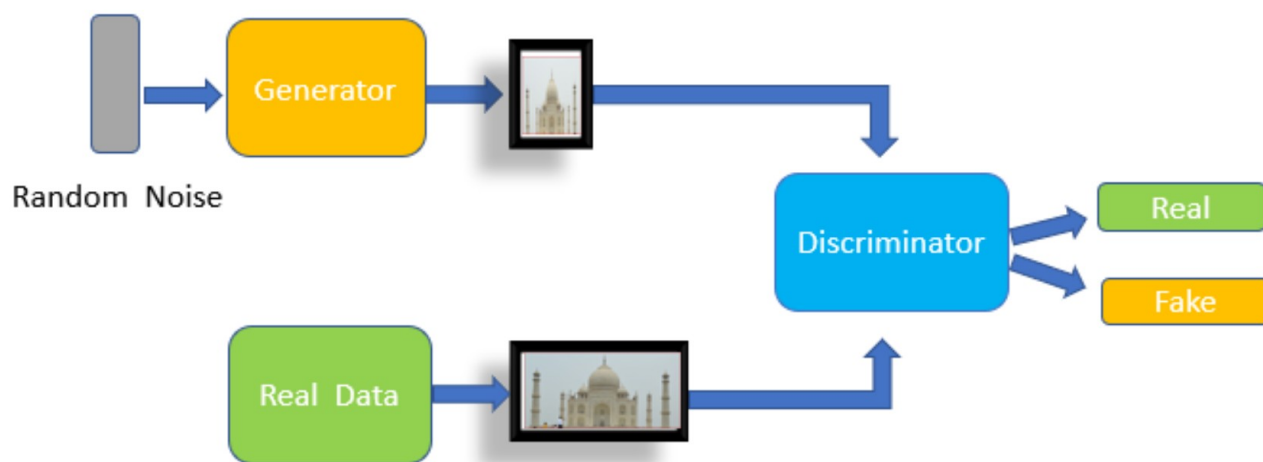 Generator
Random Noise
Discriminator
Real
Fake
Real Data